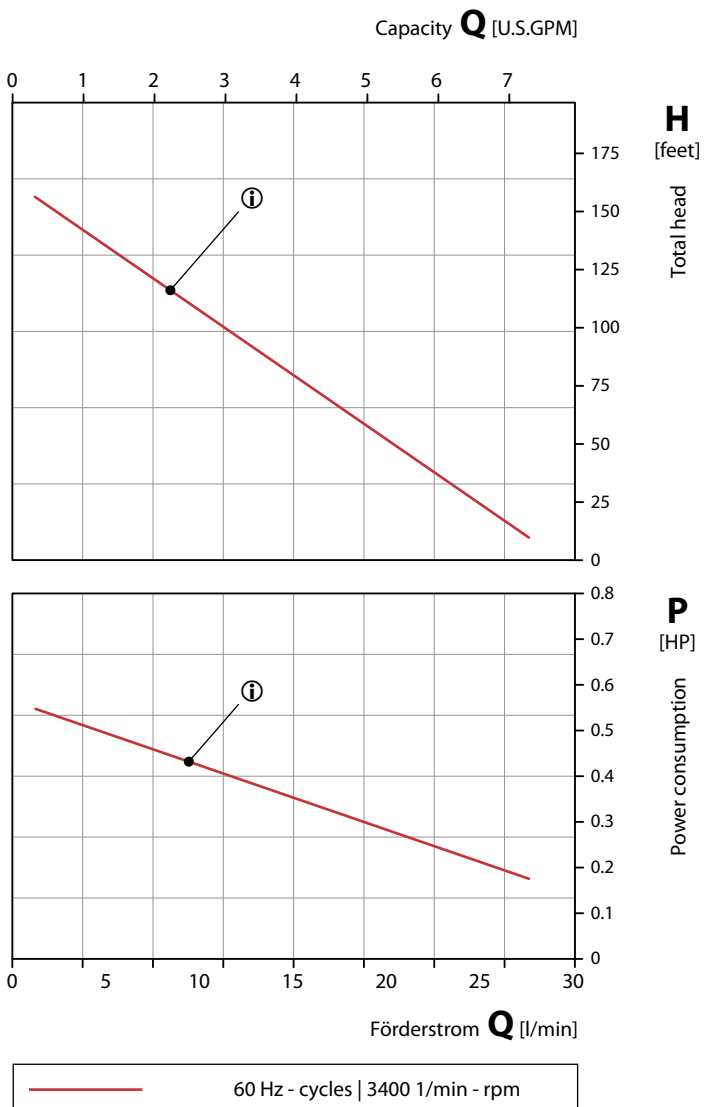 Capacity Q [U.S.GPM]
0 1 2 3 4 5 6 7
H
[feet]
Total head
175
150
125
100
75
50
25
0
i
0.8
0.7
0.6
0.5
0.4
0.3
0.2
0.1
0
P
[HP]
Power consumption
i
0 5 10 15 20 25 30
Förderstrom Q [l/min]
60 Hz - cycles | 3400 1/min - rpm